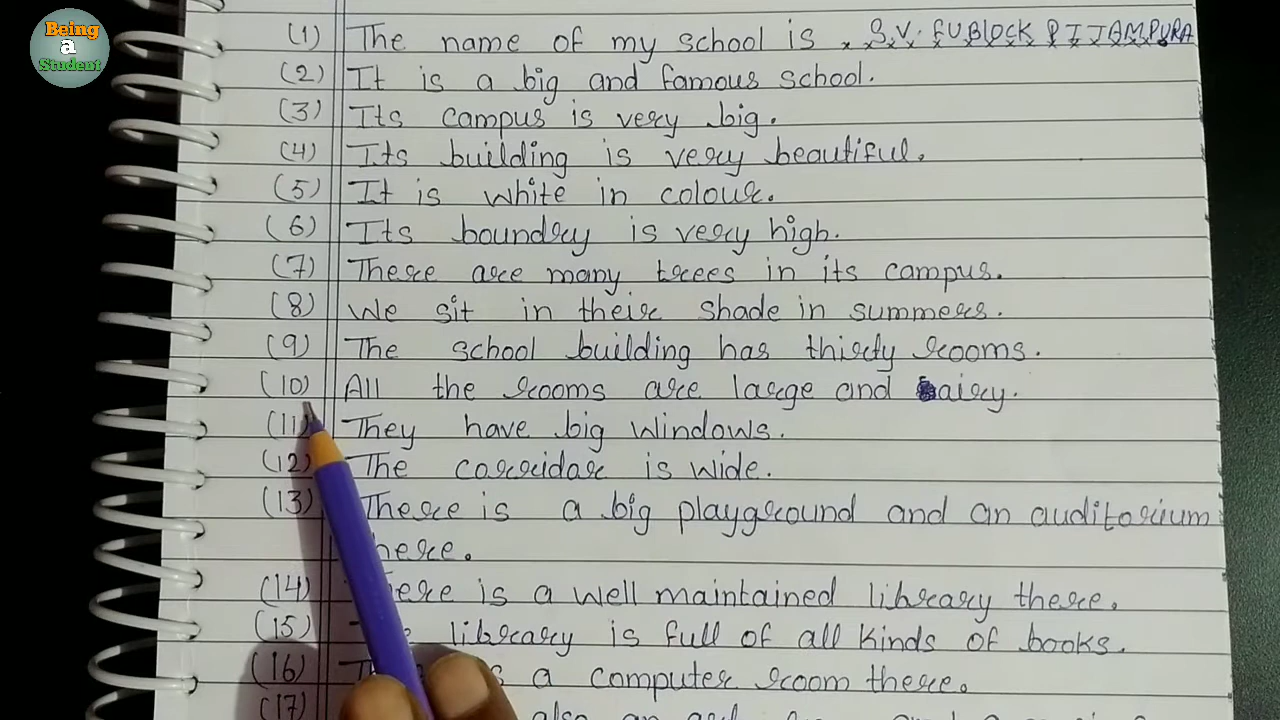 Being
a
Student
(1) The name of my school is . S.V. FU BLOCK PITAMPURA
(2) It is a big and famous school.
(3) Its campus is very big.
(4) Its building is very beautiful.
(5) It is white in colour.
(6) Its boundry is very high.
(7) There are many trees in its campus.
(8) We sit in their shade in summers.
(9) The school building has thirty rooms.
(10) All the rooms are large and airy.
(11) They have big windows.
(12) The corridar is wide.
(13) There is a big playground and an auditorium
here.
(14) here is a well maintained library there.
(15) library is full of all kinds of books.
(16) a computer room there.
(17) also an